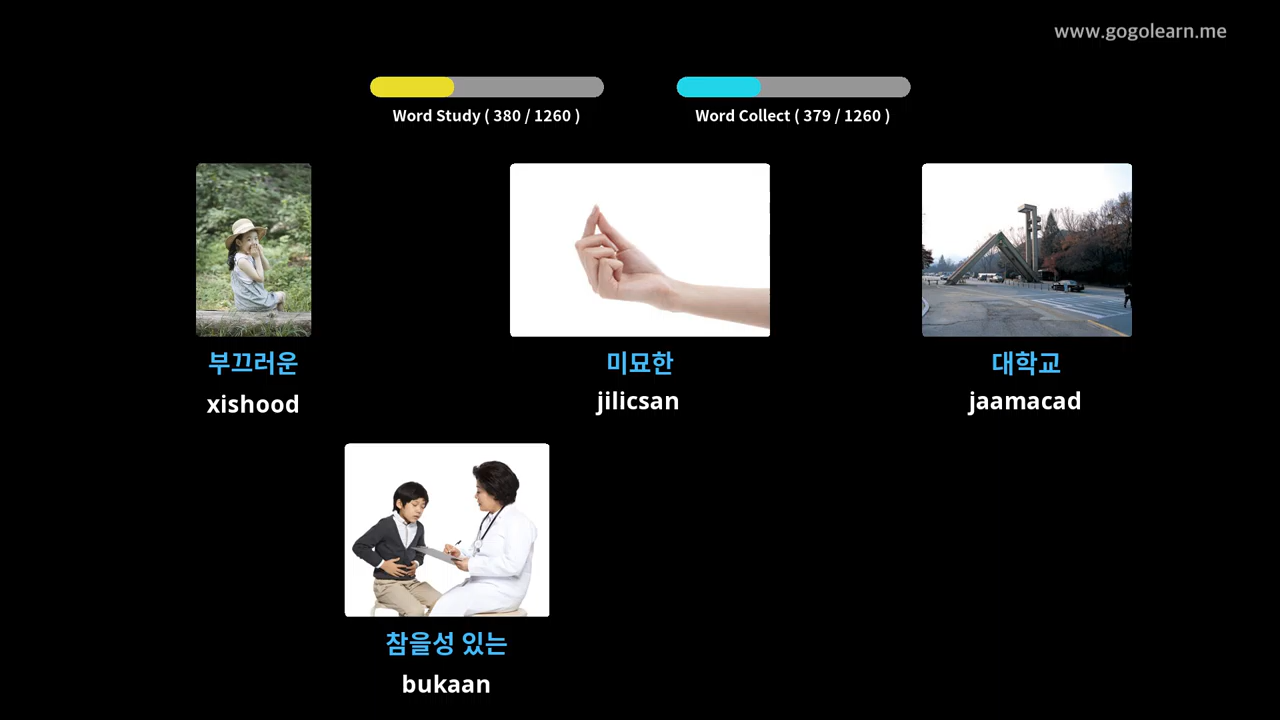 www.gogolearn.me
Word Study ( 380 / 1260 )
Word Collect ( 379 / 1260 )
부끄러운
xishood
미묘한
jilicsan
대학교
jaamacad
참을성 있는
bukaan